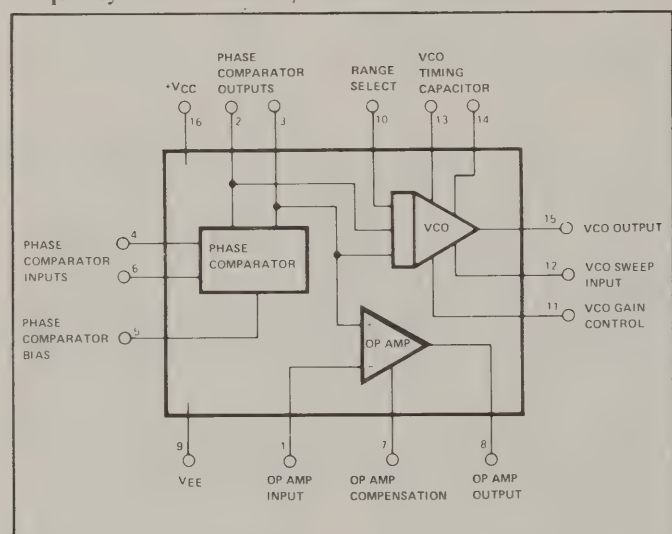 PHASE
COMPARATOR
OUTPUTS
RANGE
SELECT
VCO
TIMING
CAPACITOR
+VCC
16
2
3
10
13
14
4
PHASE
COMPARATOR
INPUTS
6
PHASE
COMPARATOR
VCO
15
VCO OUTPUT
12
VCO SWEEP
INPUT
11
VCO GAIN
CONTROL
PHASE
COMPARATOR
BIAS
5
+
OP AMP
-
9
VEE
1
OP AMP
INPUT
7
OP AMP
COMPENSATION
8
OP AMP
OUTPUT